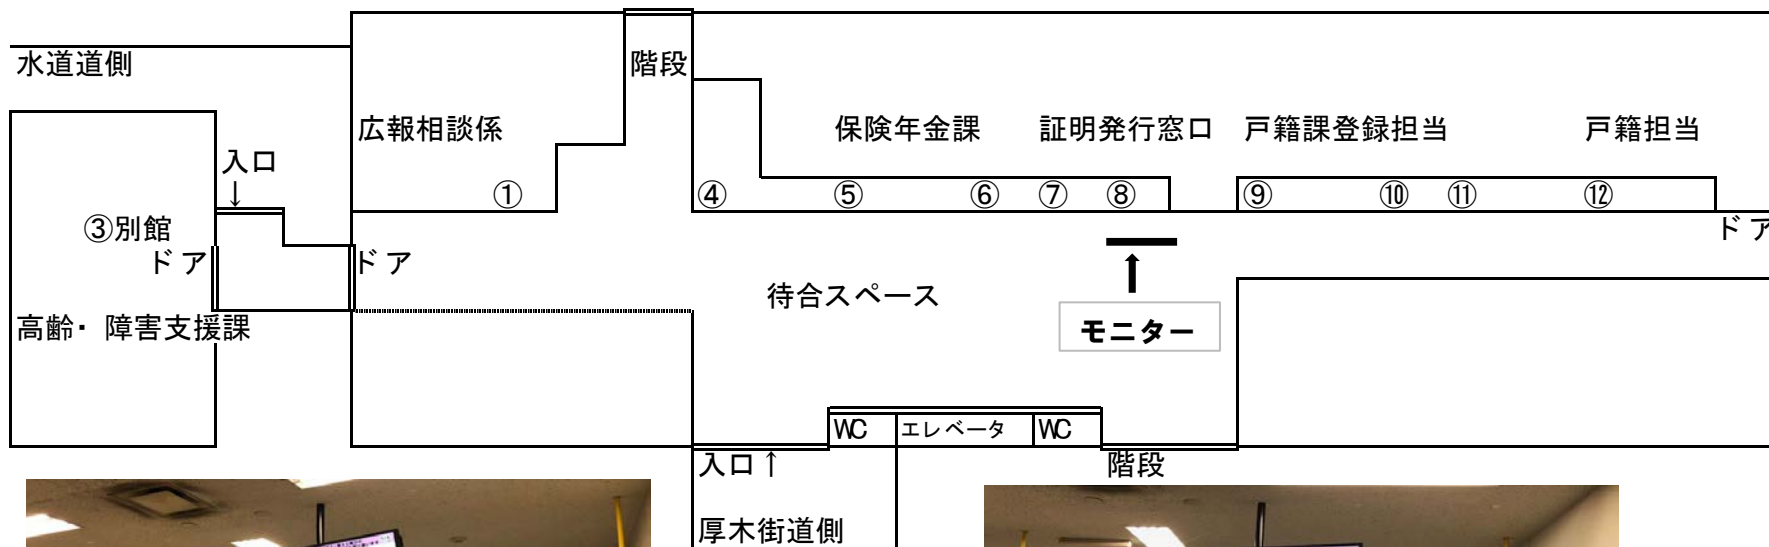 水道道側
階段
広報相談係
保険年金課
証明発行窓口
戸籍課登録担当
戸籍担当
入口
↓
①
④
⑤
⑥
⑦
⑧
⑨
⑩
⑪
⑫
③別館
ドア
ドア
ドア
待合スペース
モニター
高齢・障害支援課
WC
エレベータ
WC
入口↑
階段
厚木街道側